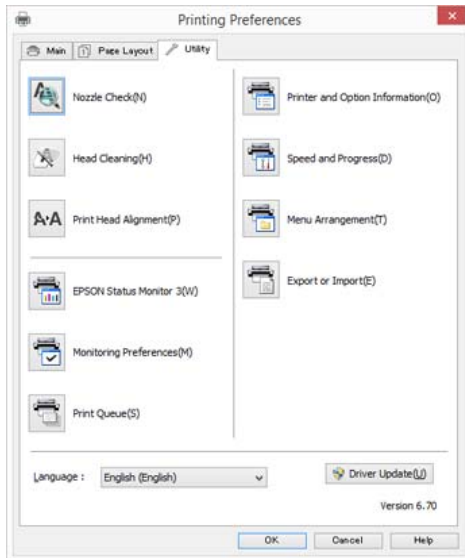 Printing Preferences
Main
Page Layout
Utility
Nozzle Check(N)
Head Cleaning(H)
A-A Print Head Alignment(P)
EPSON Status Monitor 3(W)
Monitoring Preferences(M)
Print Queue(S)
Printer and Option Information(O)
Speed and Progress(D)
Menu Arrangement(T)
Export or Import(E)
Language : English (English)
Driver Update(U)
Version 6.70
OK
Cancel
Help